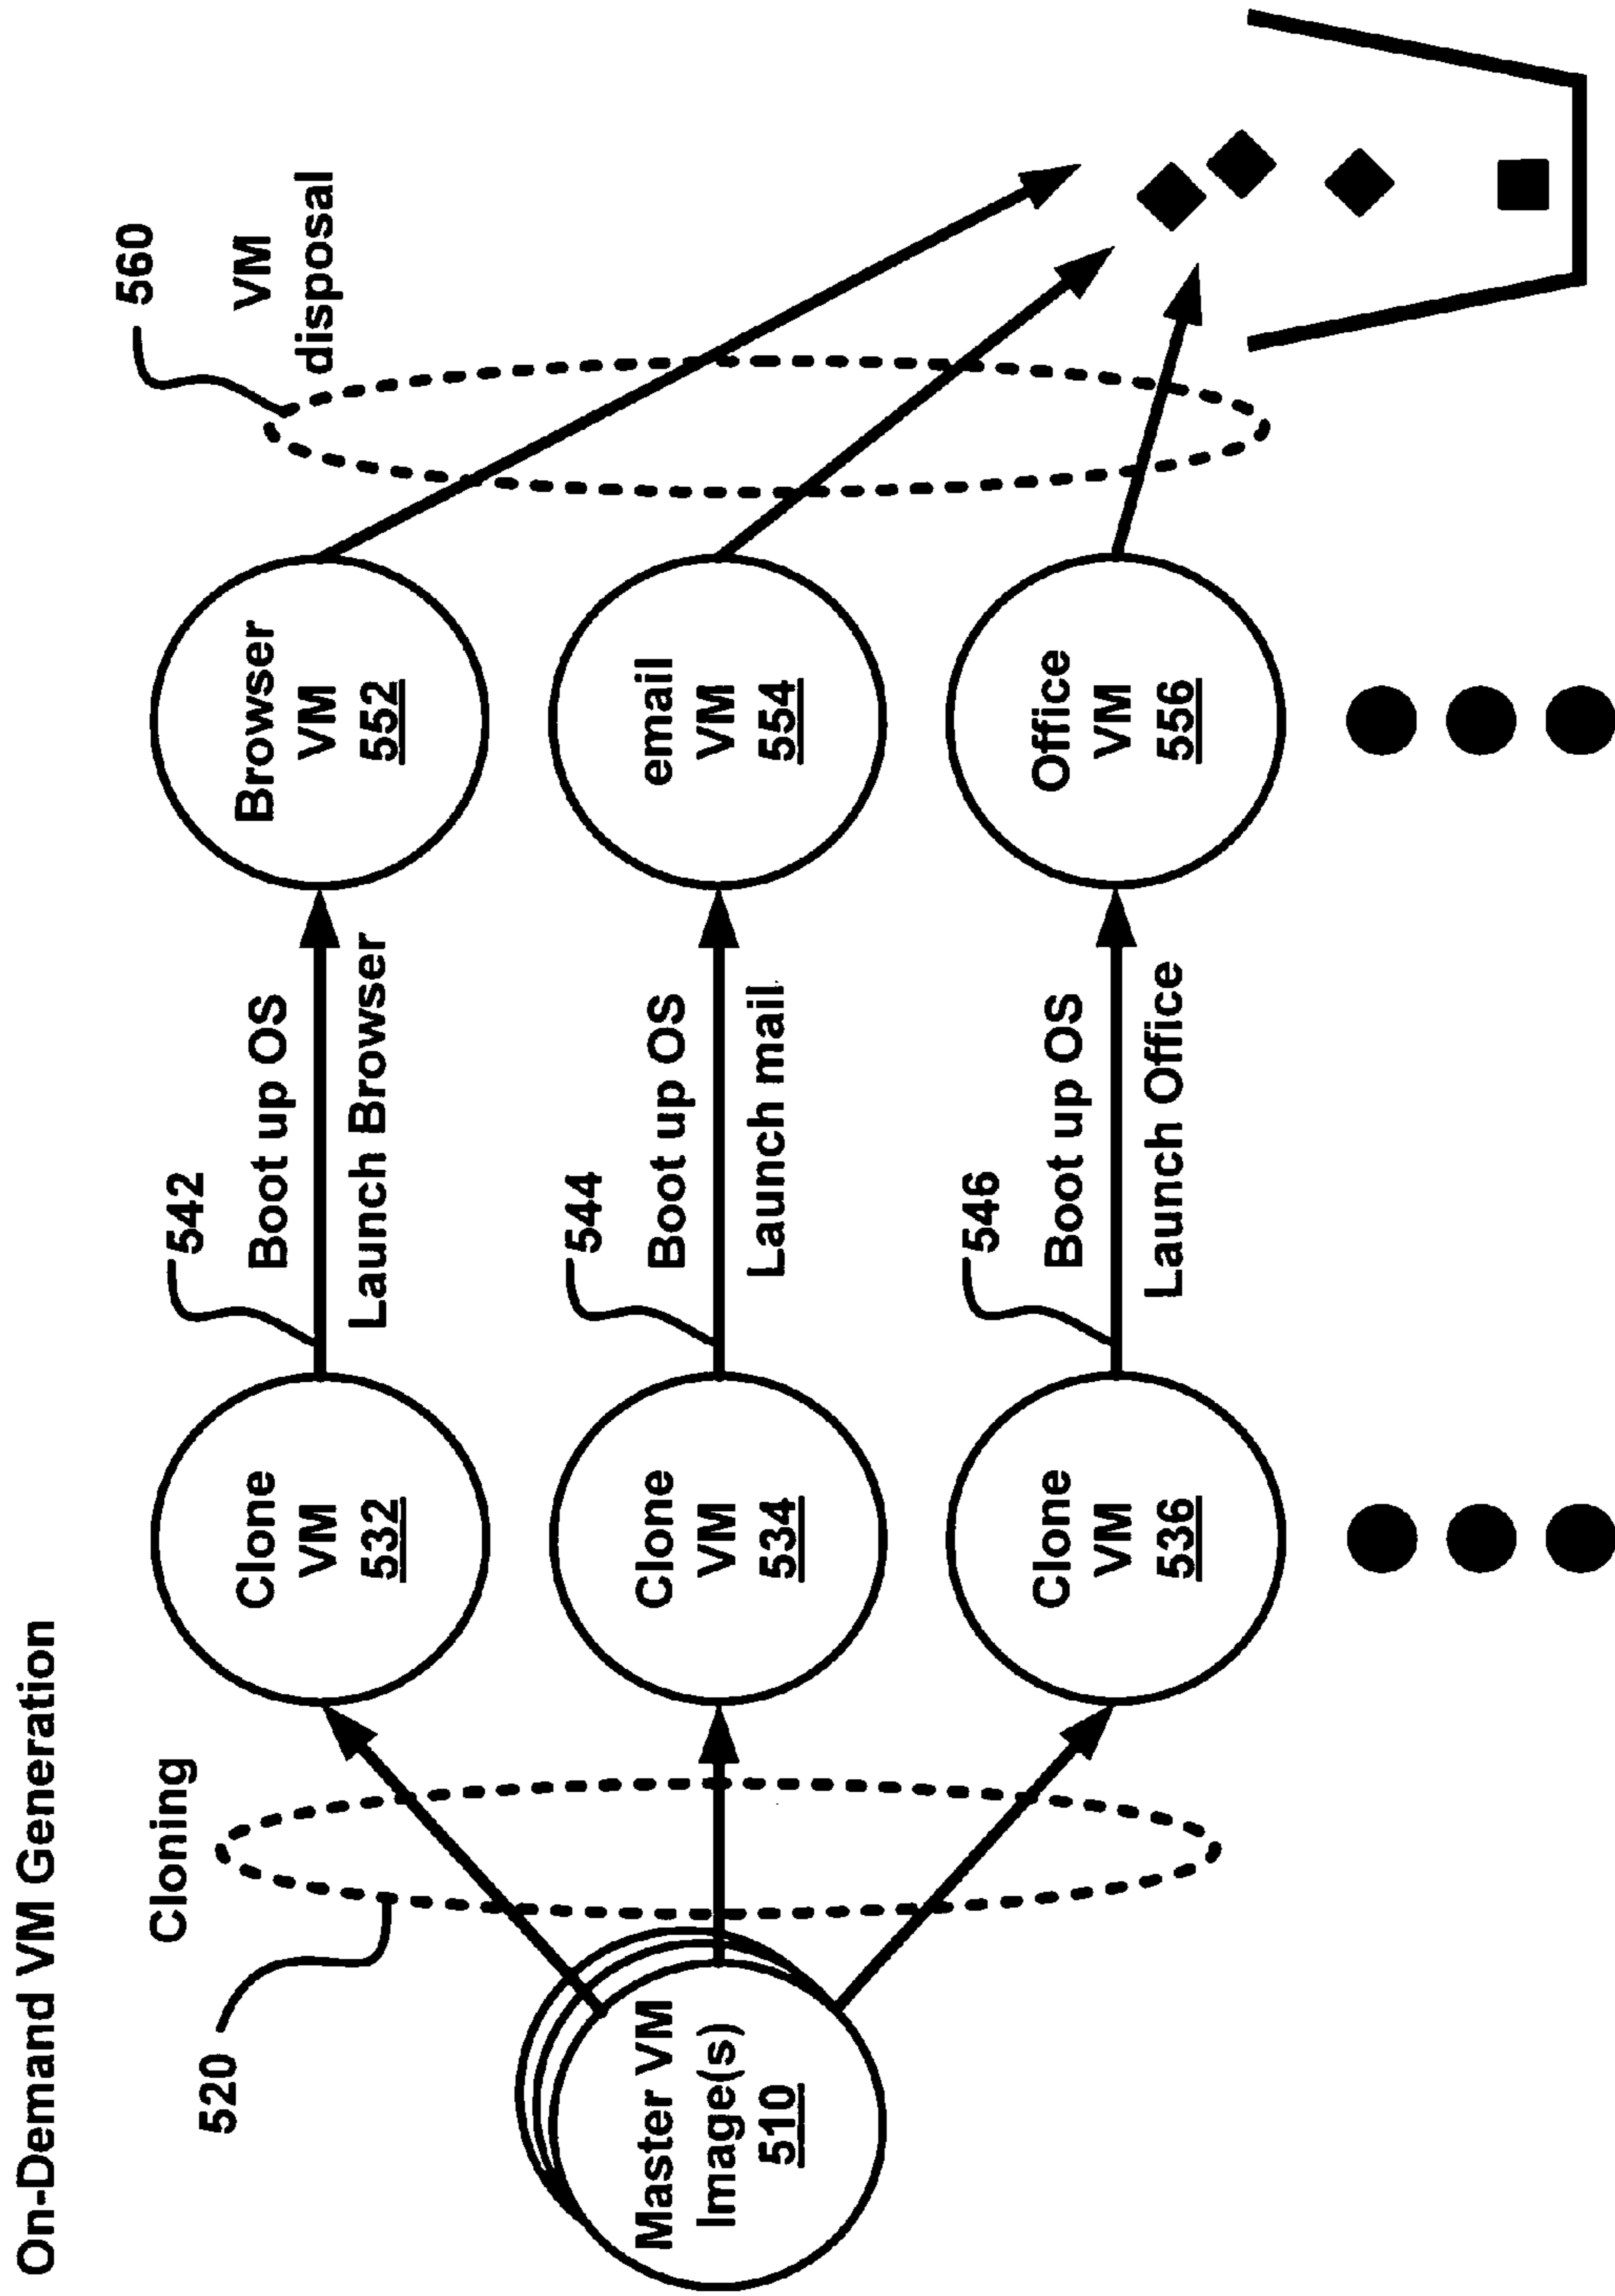 On-Demand VM Generation
520
Cloning
Master VM
Image(s)
510
Clone
VM
532
Clone
VM
534
Clone
VM
536
542
Boot up OS
Launch Browser
544
Boot up OS
Launch mail
546
Boot up OS
Launch Office
Browser
VM
552
email
VM
554
Office
VM
556
560
VM
disposal